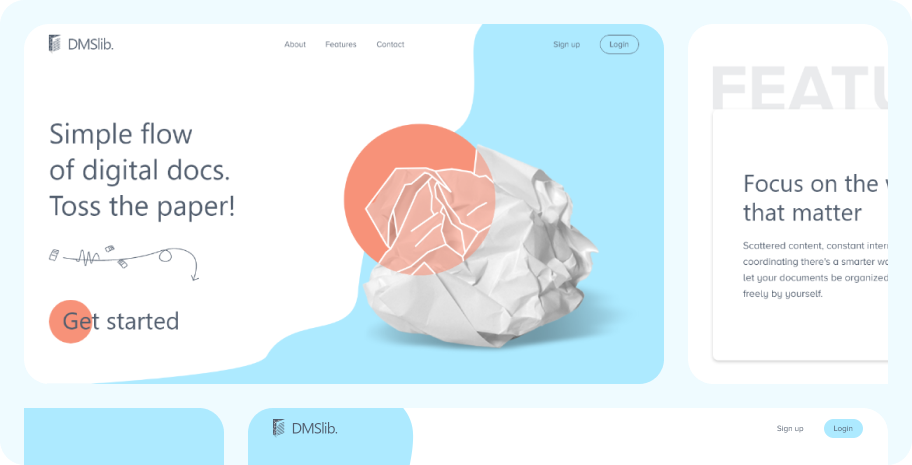 DMSlib.
About Features Contact
Sign up Login
Simple flow
of digital docs.
Toss the paper!
Get started
FEATU
Focus on the
that matter
Scattered content, constant
coordinating there's a smarter
let your documents be organized
freely by yourself.
DMSlib.
Sign up Login